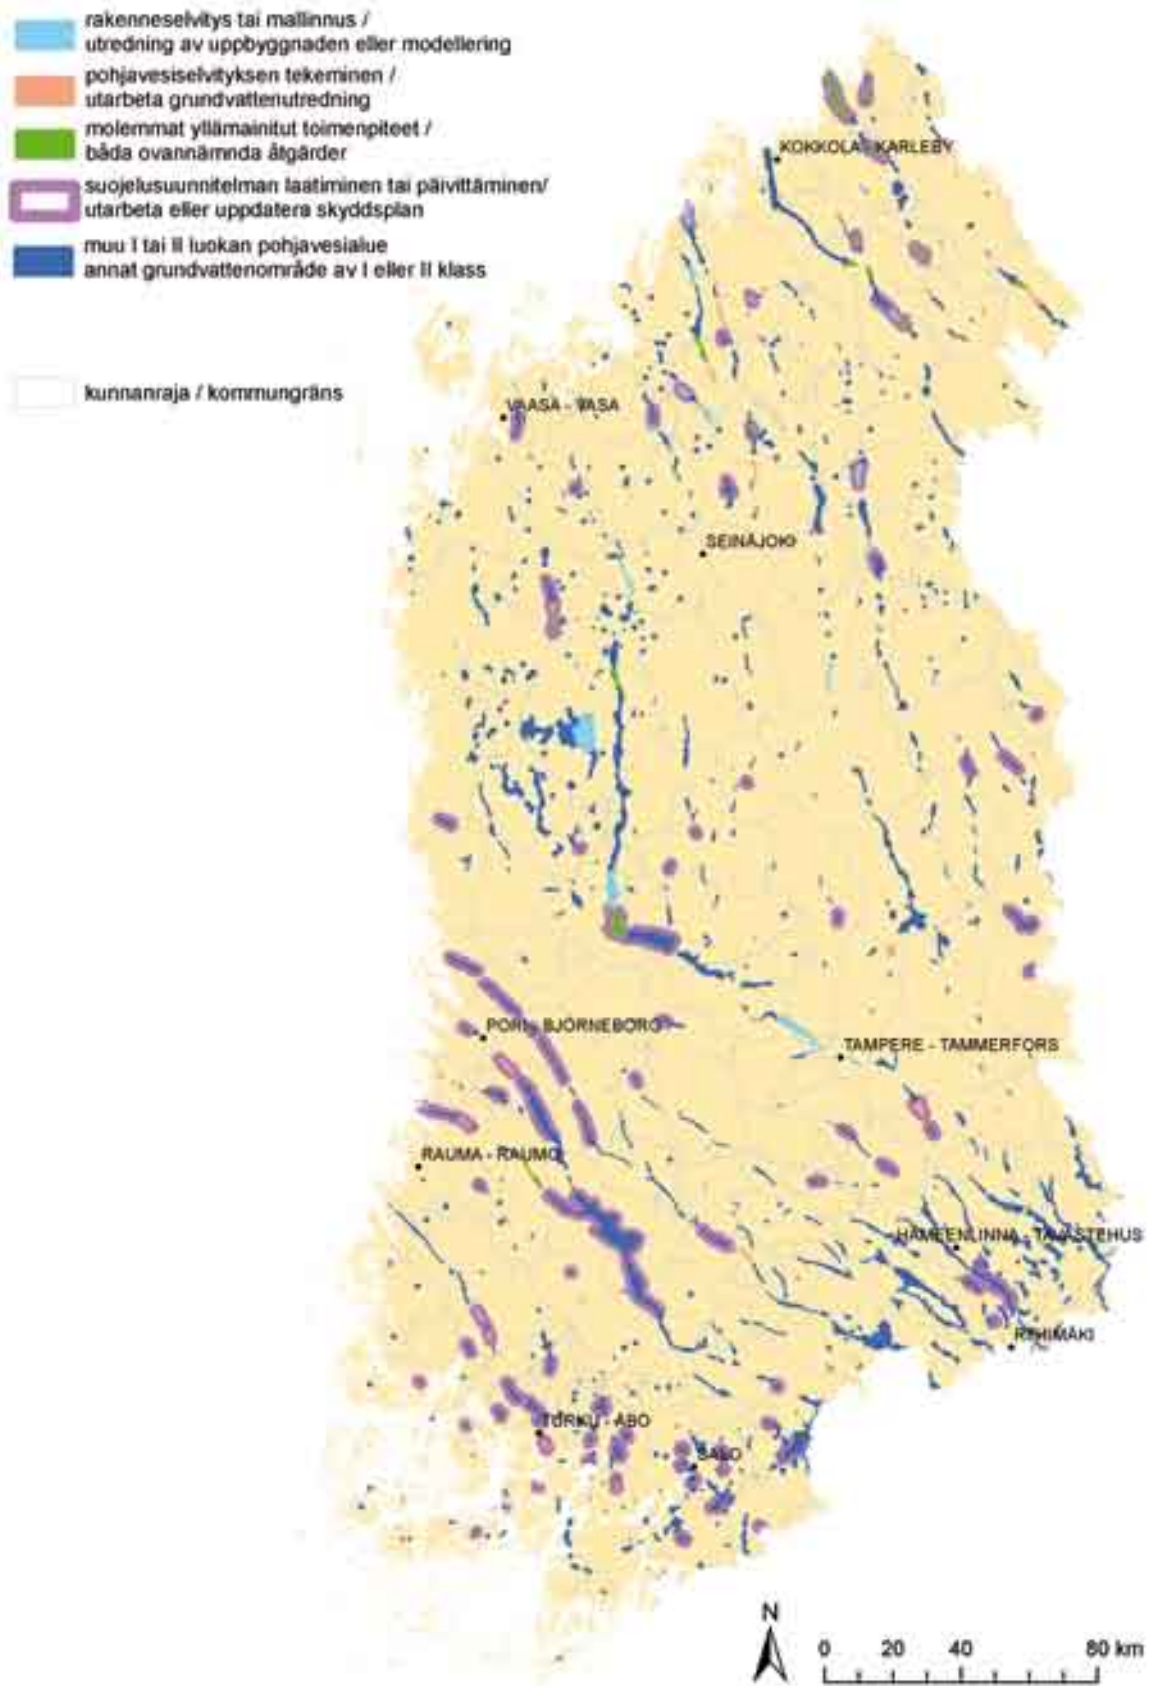 rakenneselvitys tai mallinnus /
utredning av uppbyggnaden eller modellering
pohjavesiselvityksen tekeminen /
utarbeta grundvattenutredning
molemmat yllämainitut toimenpiteet /
båda ovannämnda åtgärder
suojelusuunnitelman laatiminen tai päivittäminen/
utarbeta eller uppdatera skyddsplan
muu I tai II luokan pohjavesialue
annat grundvattenområde av I eller II klass
kunnanraja / kommungräns
KOKKOLA - KARLEBY
VAASA - VASA
SEINÄJOKI
PORI - BJÖRNEBORG
TAMPERE - TAMMERFORS
RAUMA - RAUMO
HÄMEENLINNA - TAVASTEHUS
RIIHIMÄKI
TURKU - ÅBO
SALO
N
0 20 40 80 km